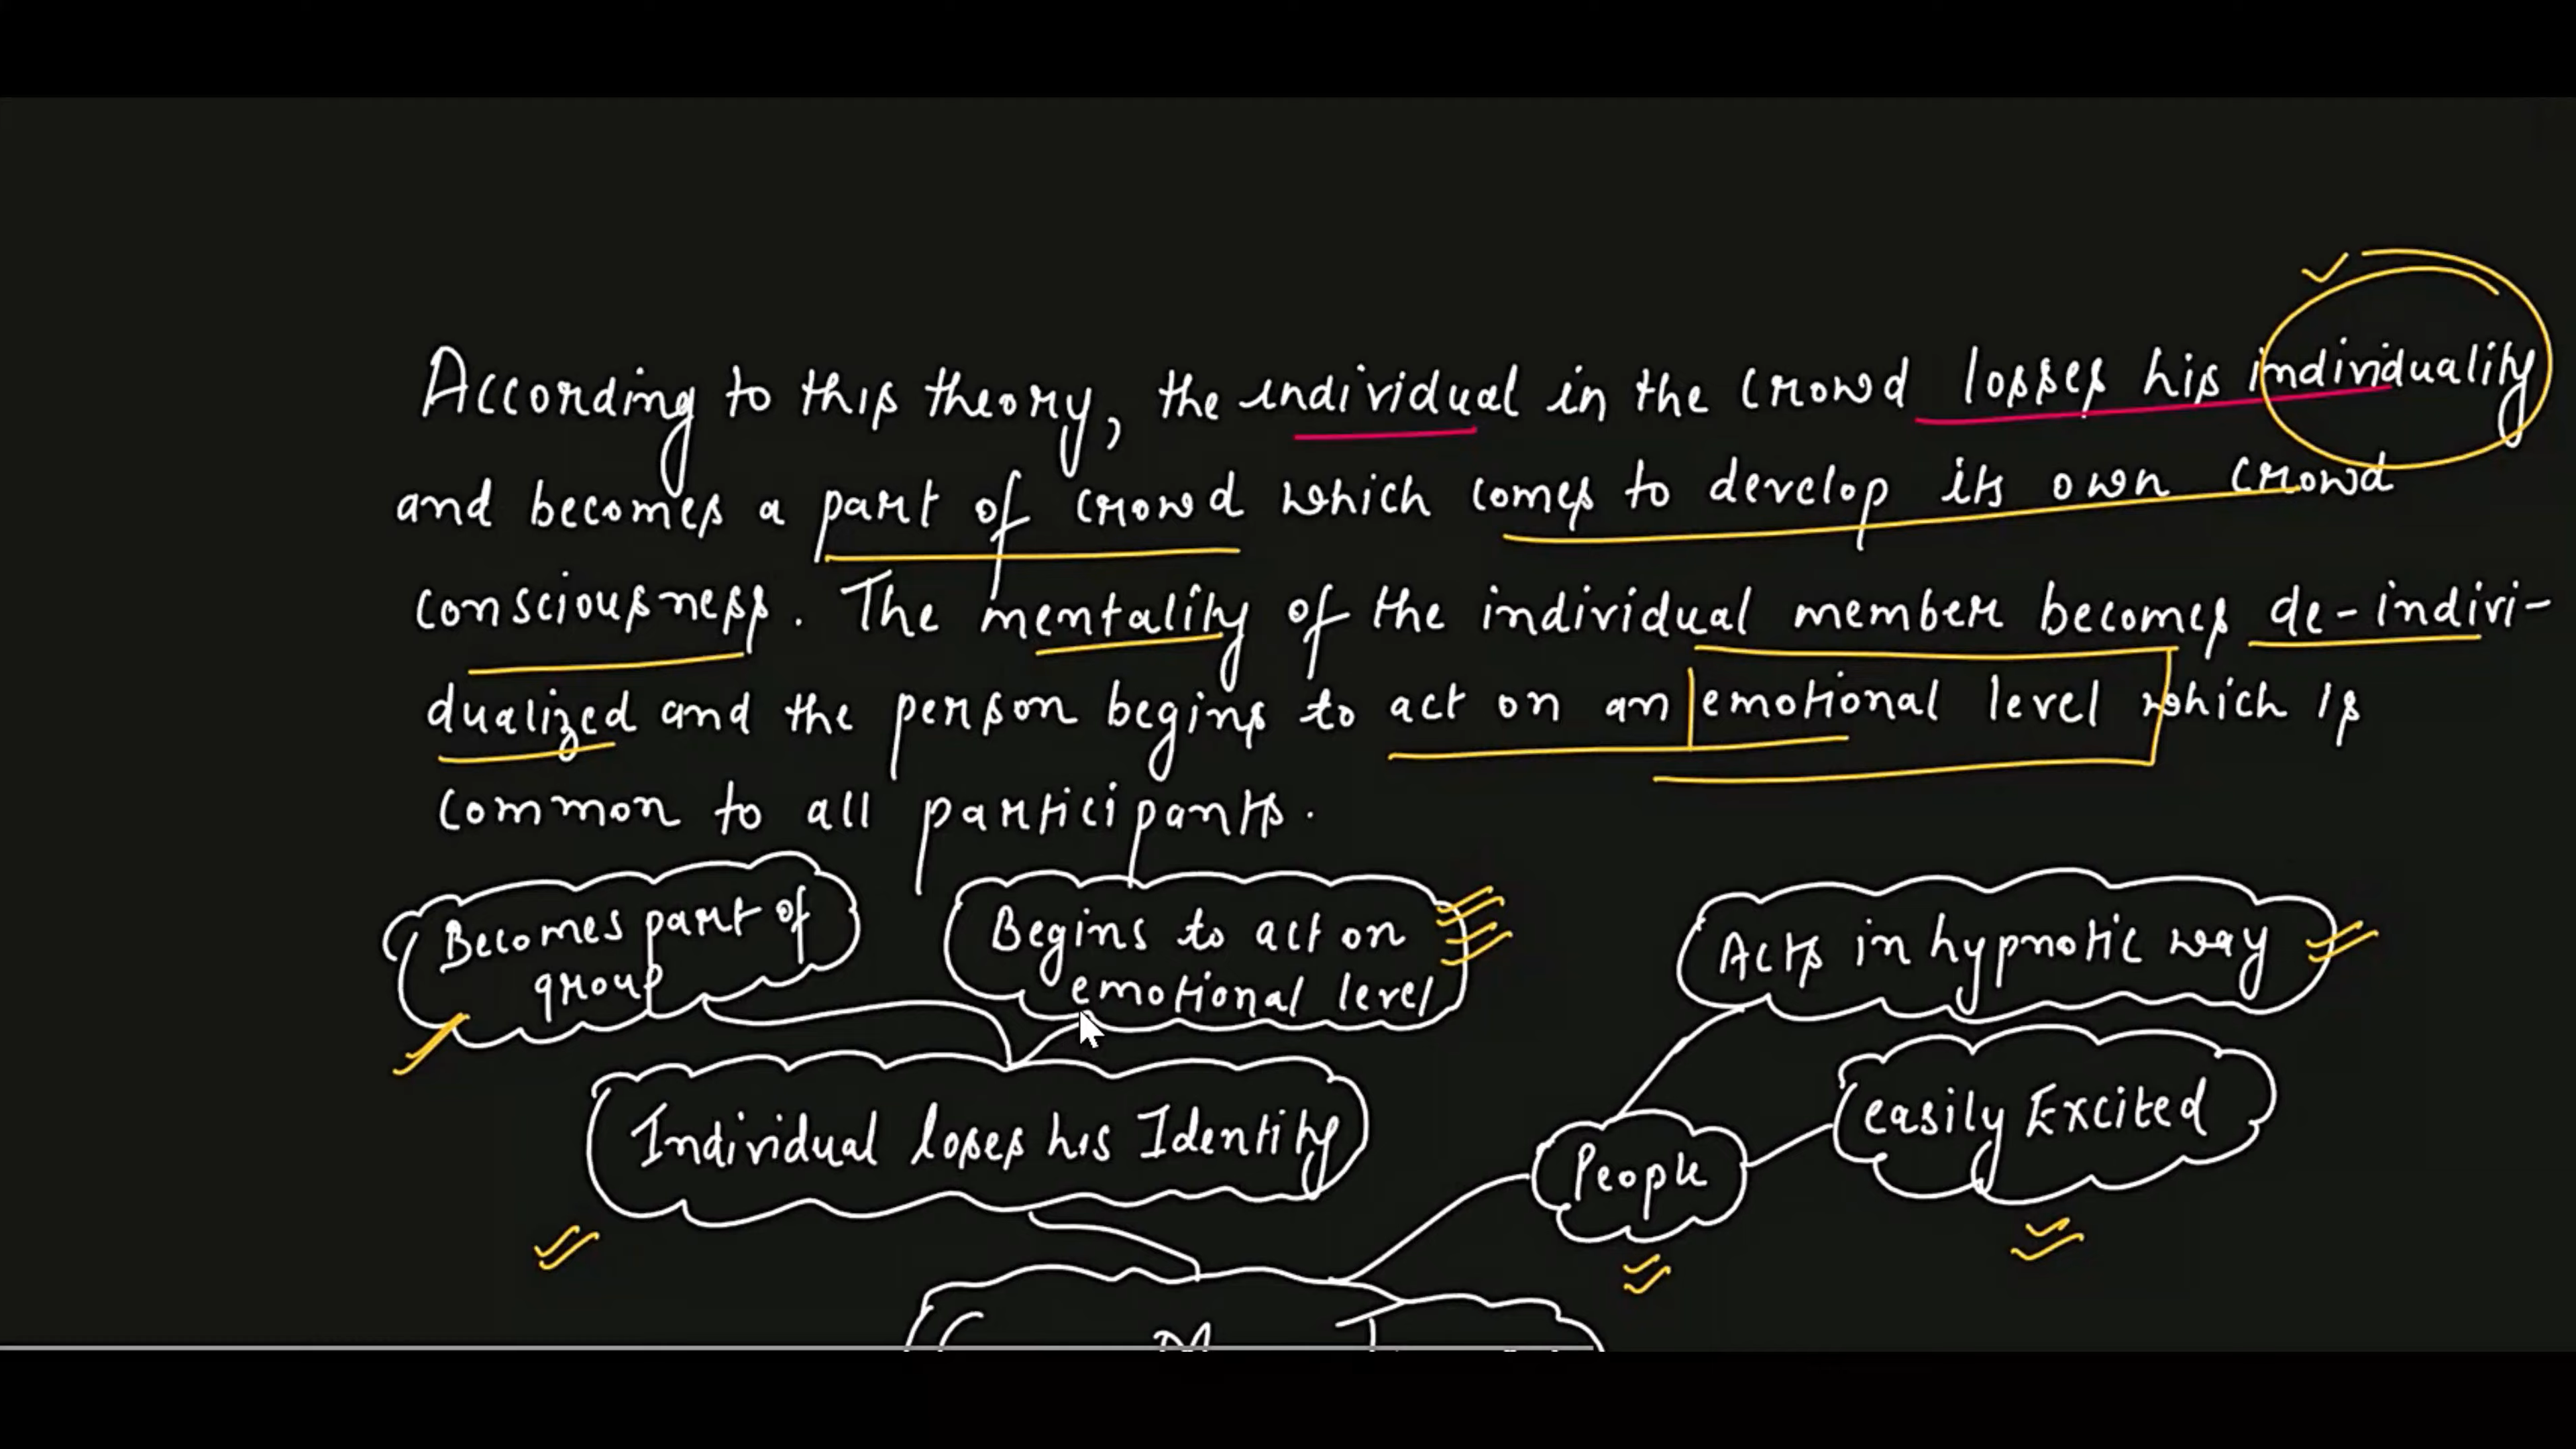 According to this theory, the individual in the crowd losses his individuality
and becomes a part of crowd which comes to develop its own crowd
consciousness. The mentality of the individual member becomes de-indivi-
dualized and the person begins to act on an emotional level which is
common to all participants.
Becomes part of
group
Begins to act on
emotional level
Acts in hypnotic way
easily Excited
Individual loses his Identity
People